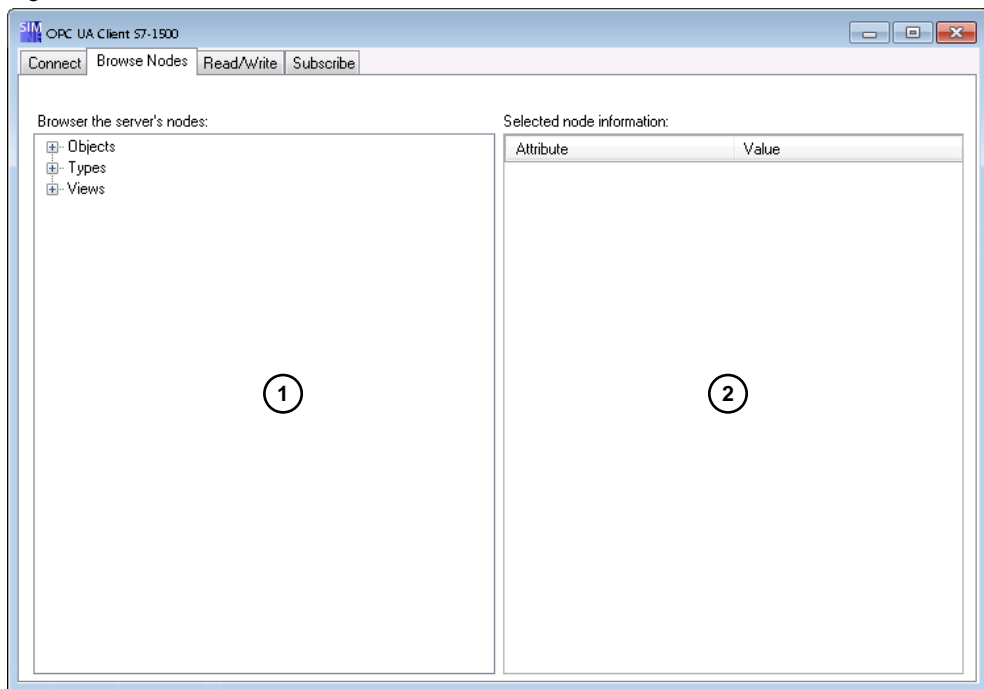 SIM OPC UA Client S7-1500
Connect Browse Nodes Read/Write Subscribe
Browser the server's nodes:
Selected node information:
Objects
Types
Views
Attribute Value
1
2